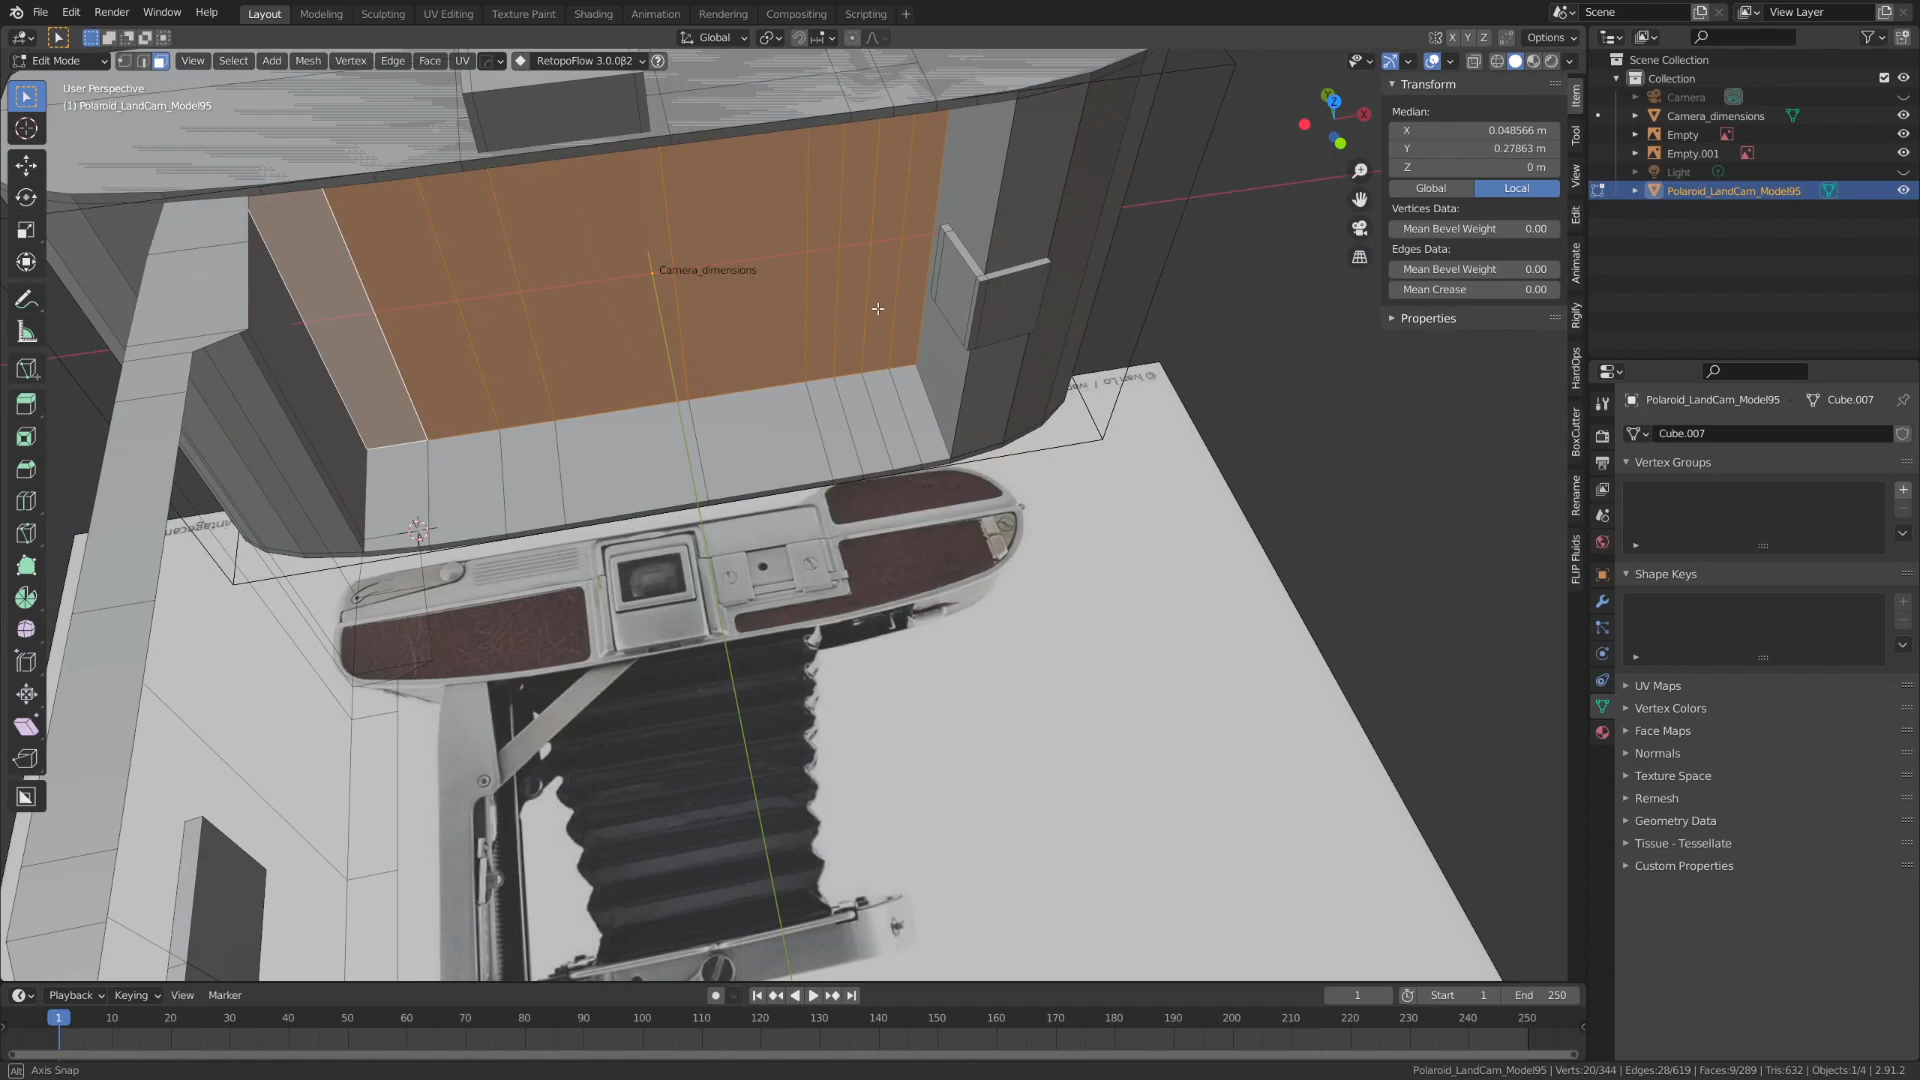 File Edit Render Window Help Layout Modeling Sculpting UV Editing Texture Paint Shading Animation Rendering Compositing Scripting + Scene View Layer
Global Options
X Y Z
Edit Mode View Select Add Mesh Vertex Edge Face UV RetopoFlow 3.0.0β2
User Perspective
(1) Polaroid_LandCam_Model95
Camera_dimensions
Y
Z
X
Transform
Median:
X 0.048566 m
Y 0.27863 m
Z 0 m
Global Local
Vertices Data:
Mean Bevel Weight 0.00
Edges Data:
Mean Bevel Weight 0.00
Mean Crease 0.00
Properties
Item
Tool
View
Edit
Animate
Rigify
HardOps
BoxCutter
Rename
FLIP Fluids
Scene Collection
Collection
Camera
Camera_dimensions
Empty
Empty.001
Light
Polaroid_LandCam_Model95
Polaroid_LandCam_Model95 Cube.007
Cube.007
Vertex Groups
Shape Keys
UV Maps
Vertex Colors
Face Maps
Normals
Texture Space
Remesh
Geometry Data
Tissue - Tessellate
Custom Properties
Playback Keying View Marker 1 Start 1 End 250
1 10 20 30 40 50 60 70 80 90 100 110 120 130 140 150 160 170 180 190 200 210 220 230 240 250
Alt Axis Snap
Polaroid_LandCam_Model95 | Verts:20/344 | Edges:28/619 | Faces:9/289 | Tris:632 | Objects:1/4 | 2.91.2